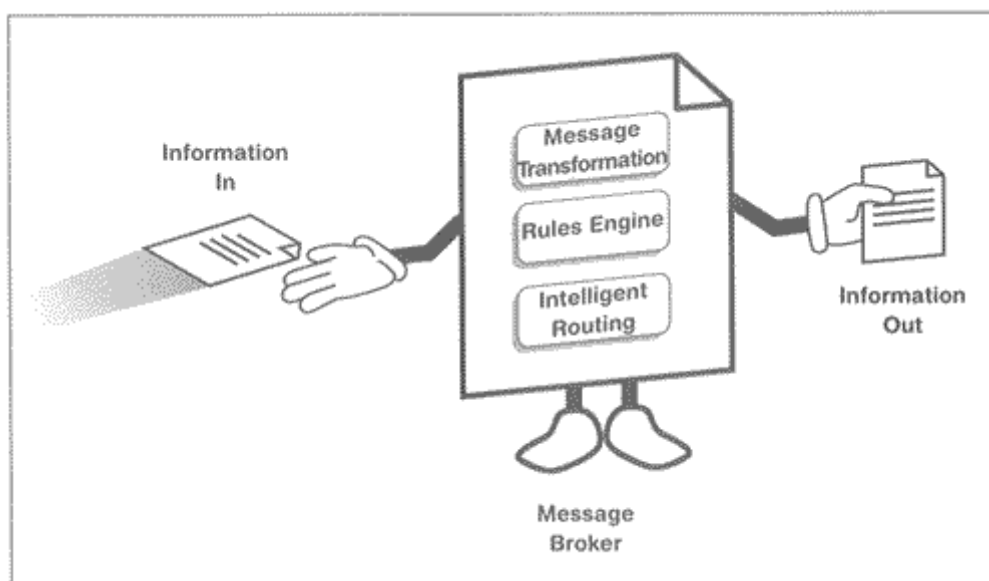 Information
In
Message
Transformation
Rules Engine
Intelligent
Routing
Information
Out
Message
Broker